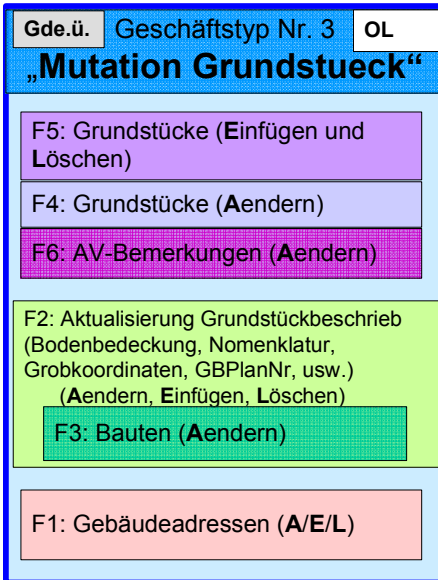 Gde.ü. Geschäftstyp Nr. 3 OL
„Mutation Grundstueck“
F5: Grundstücke (Einfügen und
Löschen)
F4: Grundstücke (Aendern)
F6: AV-Bemerkungen (Aendern)
F2: Aktualisierung Grundstückbeschrieb
(Bodenbedeckung, Nomenklatur,
Grobkoordinaten, GBPlanNr, usw.)
(Aendern, Einfügen, Löschen)
F3: Bauten (Aendern)
F1: Gebäudeadressen (A/E/L)